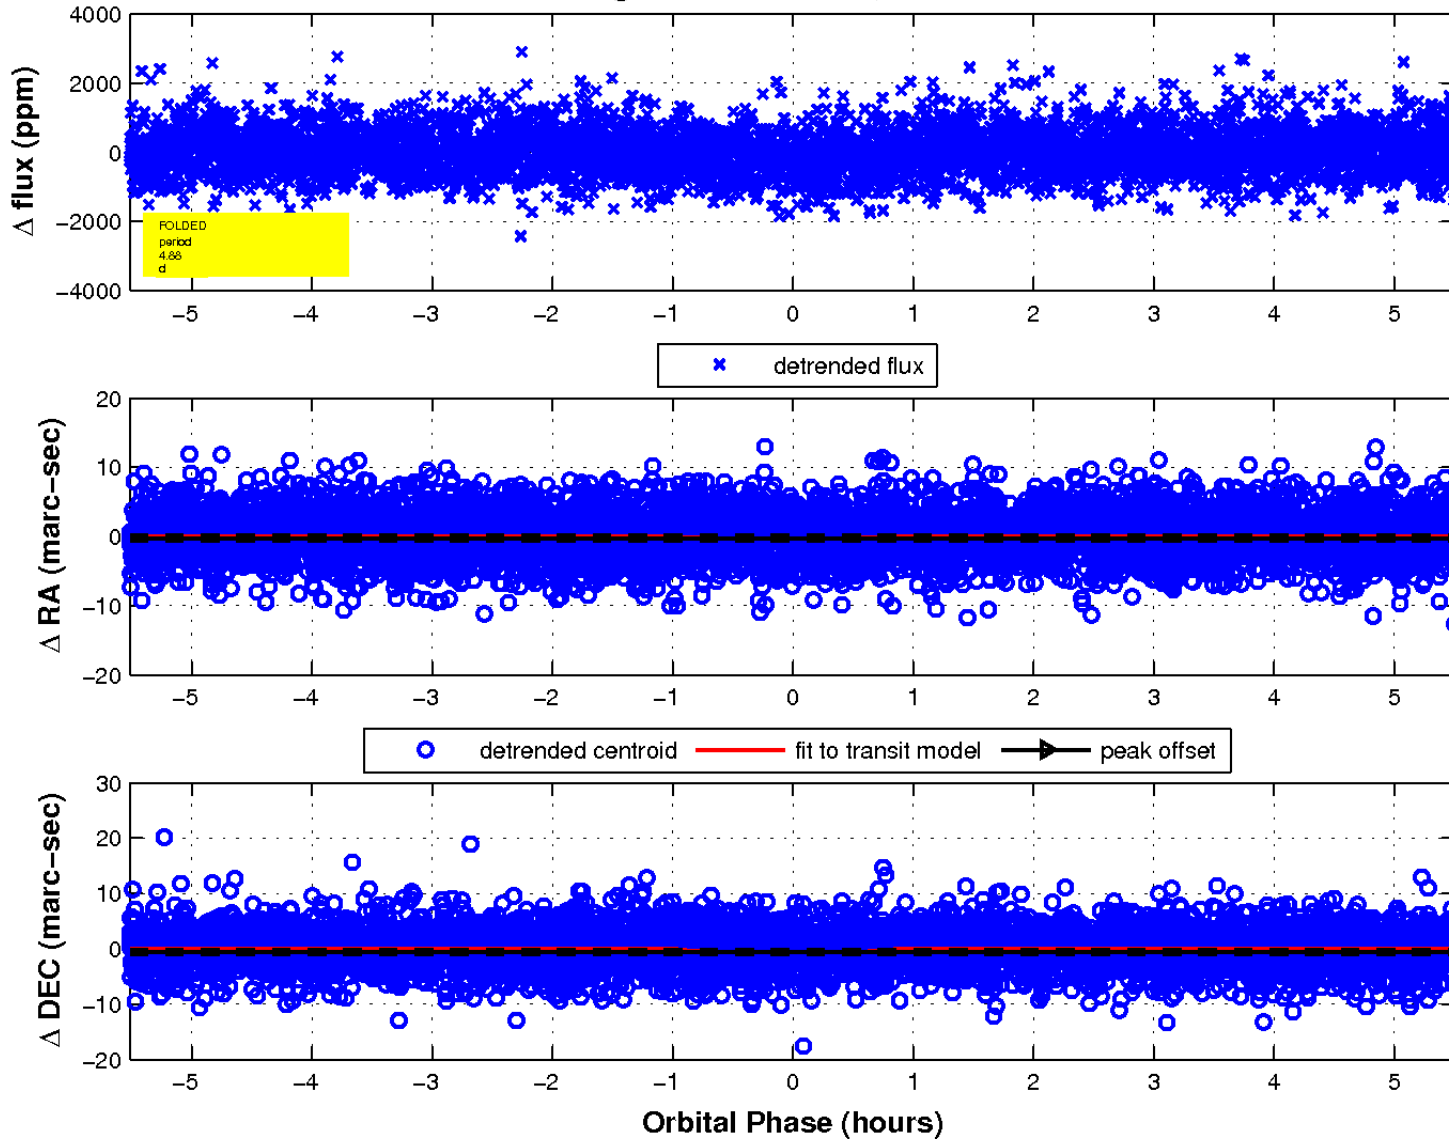 4000
2000
0
−2000
−4000
Δ flux (ppm)
FOLDED
period
4.88
d
−5 −4 −3 −2 −1 0 1 2 3 4 5
detrended flux
20
10
0
−10
−20
Δ RA (marc−sec)
−5 −4 −3 −2 −1 0 1 2 3 4 5
detrended centroid fit to transit model peak offset
30
20
10
0
−10
−20
Δ DEC (marc−sec)
−5 −4 −3 −2 −1 0 1 2 3 4 5
Orbital Phase (hours)